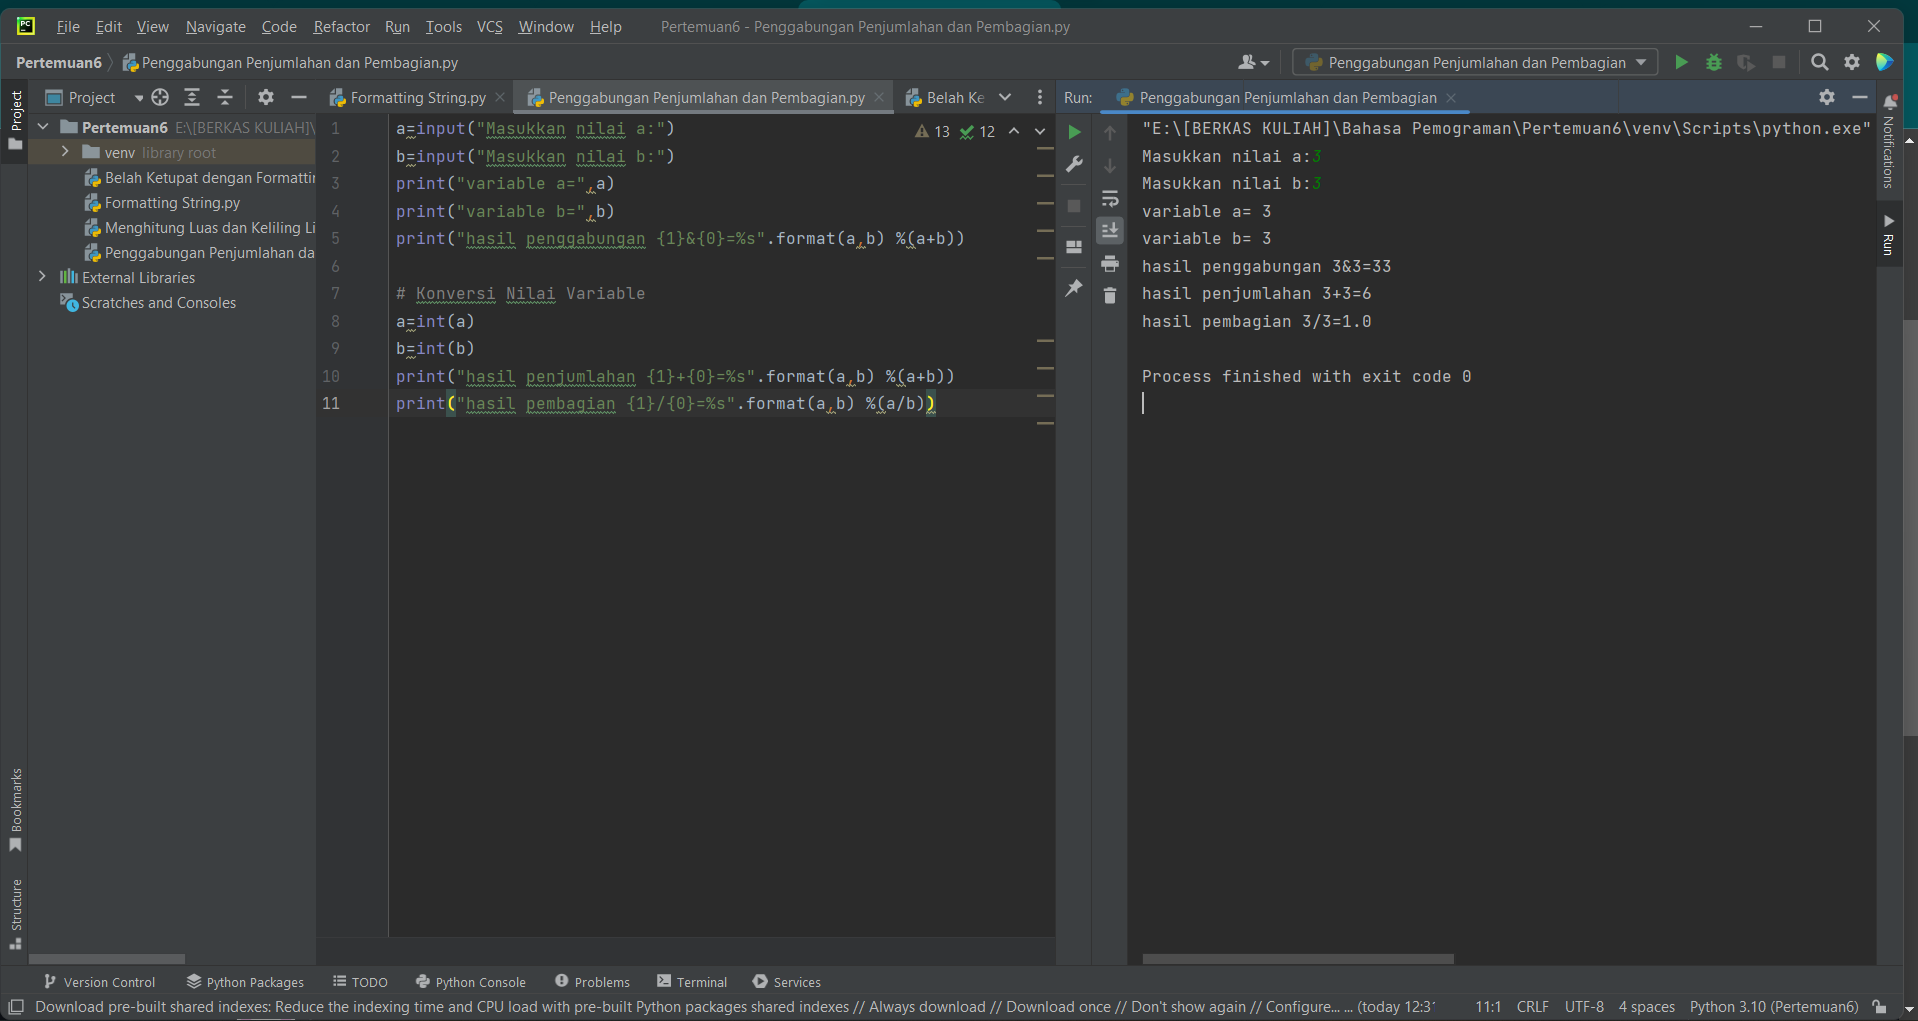 File Edit View Navigate Code Refactor Run Tools VCS Window Help Pertemuan6 - Penggabungan Penjumlahan dan Pembagian.py
Pertemuan6 Penggabungan Penjumlahan dan Pembagian.py Penggabungan Penjumlahan dan Pembagian
Project
Project
Formatting String.py Penggabungan Penjumlahan dan Pembagian.py Belah Ke
Run: Penggabungan Penjumlahan dan Pembagian
Pertemuan6 E:\[BERKAS KULIAH]\
venv library root
Belah Ketupat dengan Formattir
Formatting String.py
Menghitung Luas dan Keliling Li
Penggabungan Penjumlahan da
External Libraries
Scratches and Consoles
13 12
1 a=input("Masukkan nilai a:")
2 b=input("Masukkan nilai b:")
3 print("variable a=",a)
4 print("variable b=",b)
5 print("hasil penggabungan {1}&{0}=%s".format(a,b) %(a+b))
6
7 # Konversi Nilai Variable
8 a=int(a)
9 b=int(b)
10 print("hasil penjumlahan {1}+{0}=%s".format(a,b) %(a+b))
11 print("hasil pembagian {1}/{0}=%s".format(a,b) %(a/b))
"E:\[BERKAS KULIAH]\Bahasa Pemograman\Pertemuan6\venv\Scripts\python.exe"
Masukkan nilai a:3
Masukkan nilai b:3
variable a= 3
variable b= 3
hasil penggabungan 3&3=33
hasil penjumlahan 3+3=6
hasil pembagian 3/3=1.0
Process finished with exit code 0
Notifications
Run
Bookmarks
Structure
Version Control Python Packages TODO Python Console Problems Terminal Services
Download pre-built shared indexes: Reduce the indexing time and CPU load with pre-built Python packages shared indexes // Always download // Download once // Don't show again // Configure... ... (today 12:3 11:1 CRLF UTF-8 4 spaces Python 3.10 (Pertemuan6)